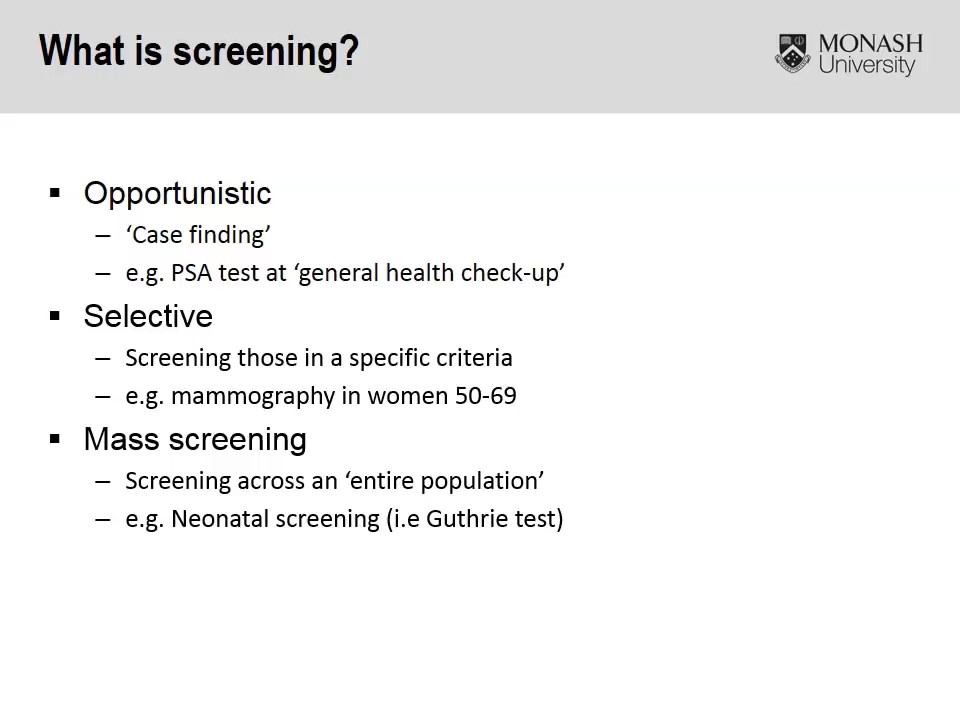 What is screening?
MONASH
University
▪ Opportunistic
– ‘Case finding’
– e.g. PSA test at ‘general health check-up’
▪ Selective
– Screening those in a specific criteria
– e.g. mammography in women 50-69
▪ Mass screening
– Screening across an ‘entire population’
– e.g. Neonatal screening (i.e Guthrie test)